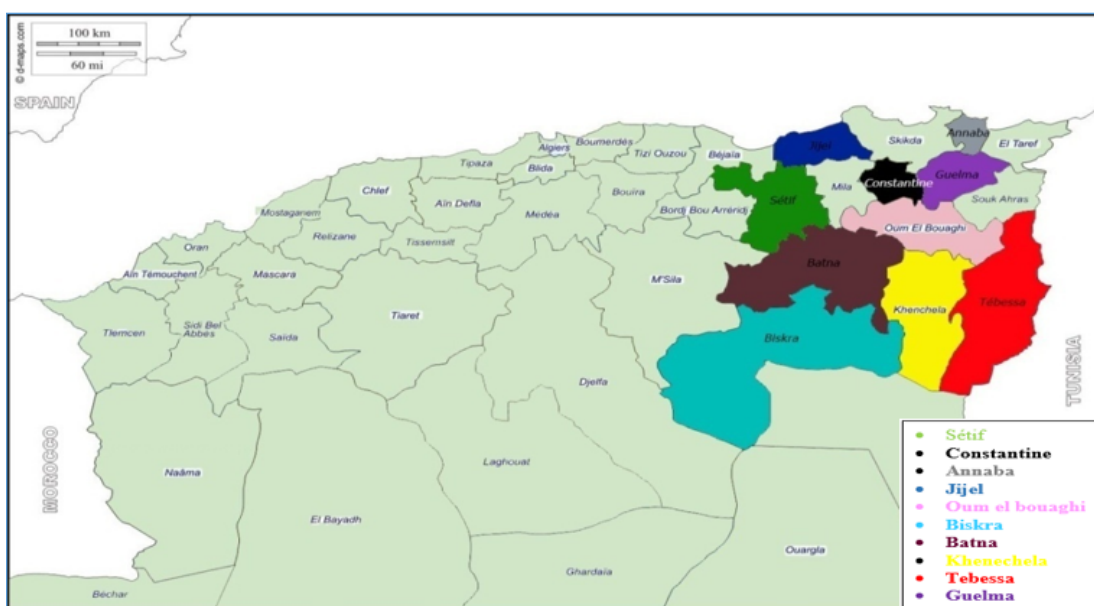 © d-maps.com
100 km
60 mi
SPAIN
Annaba
Skikda
El Taref
Jijel
Boumerdès
Algiers
Tizi Ouzou
Béjaïa
Tipaza
Blida
Guelma
Constantine
Mila
Chlef
Aïn Defla
Bouïra
Sétif
Souk Ahras
Mostaganem
Médéa
Bordj Bou Arréridj
Oum El Bouaghi
Relizane
Tissemsilt
Oran
Aïn Témouchent
Mascara
M'Sila
Batna
Tiaret
Khenchela
Tébessa
Tlemcen
Sidi Bel Abbès
Saïda
Biskra
TUNISIA
Djelfa
MOROCCO
Naâma
Laghouat
El Bayadh
Ouargla
Ghardaïa
Béchar
• Sétif
• Constantine
• Annaba
• Jijel
• Oum el bouaghi
• Biskra
• Batna
• Khenechela
• Tebessa
• Guelma